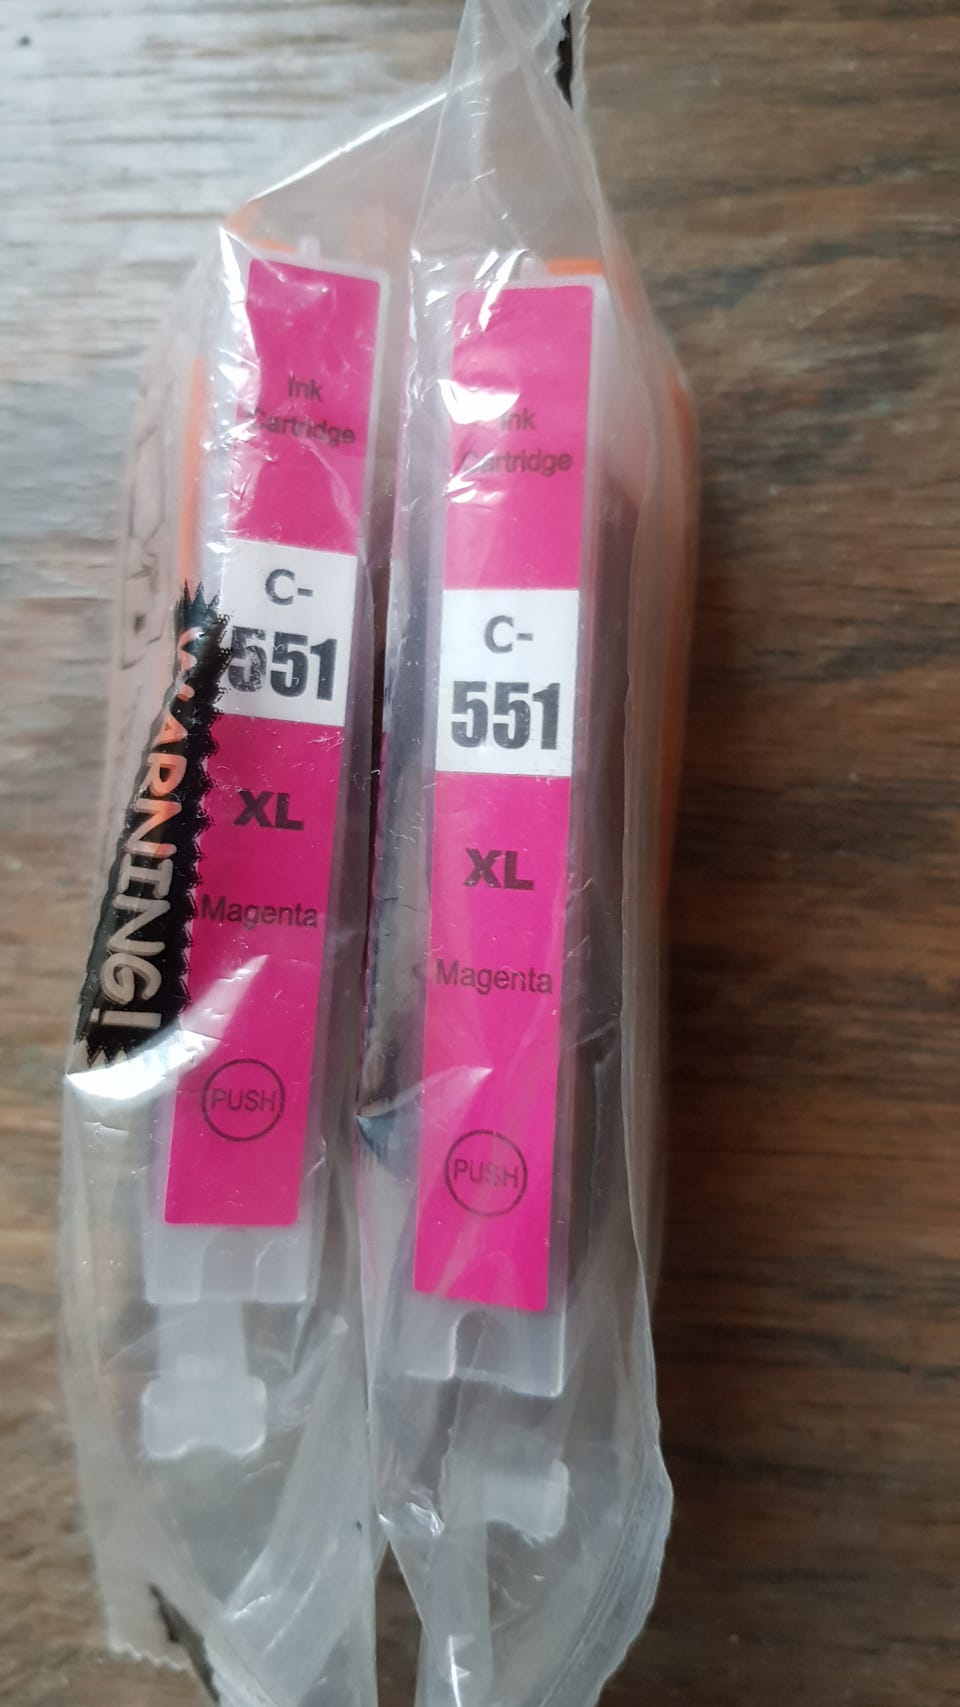 Ink
Cartridge
C-
551
XL
Magenta
PUSH
WARNING!
Ink
Cartridge
C-
551
XL
Magenta
PUSH